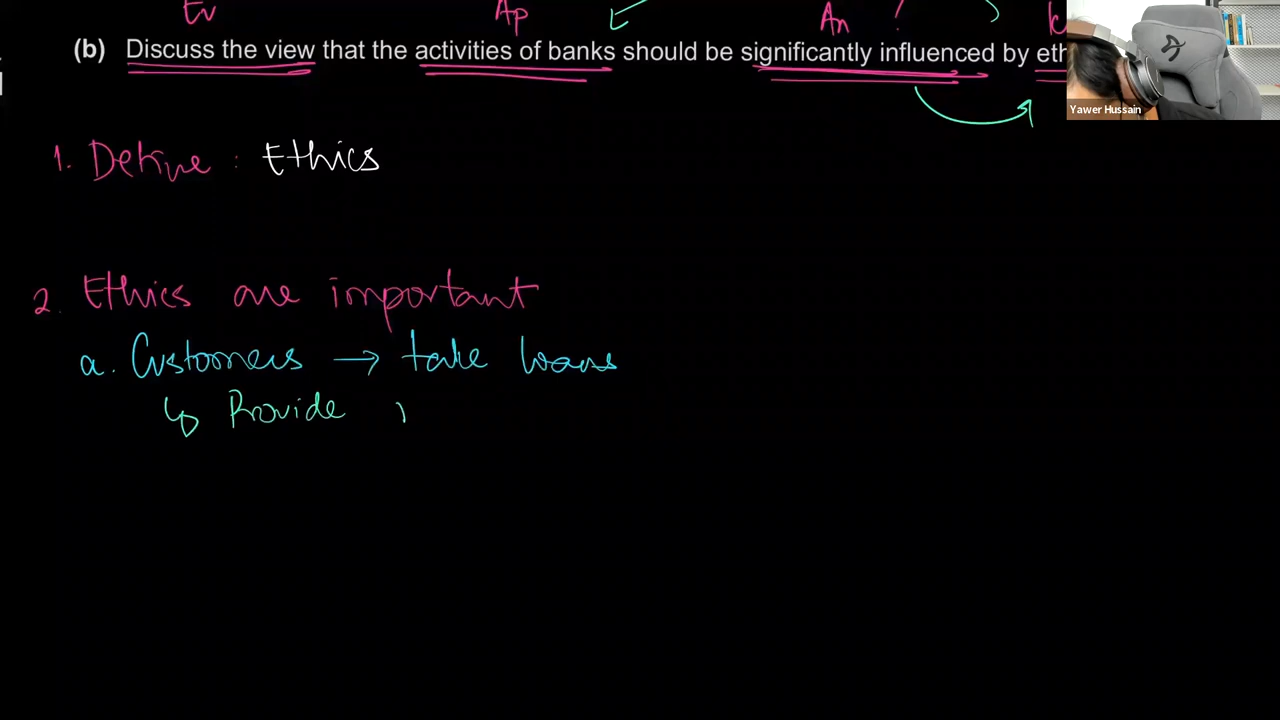 Ev Ap An ?
(b) Discuss the view that the activities of banks should be significantly influenced by eth
Yawer Hussain
1. Define : Ethics
2. Ethics are important
a. Customers → take loans
↳ Provide